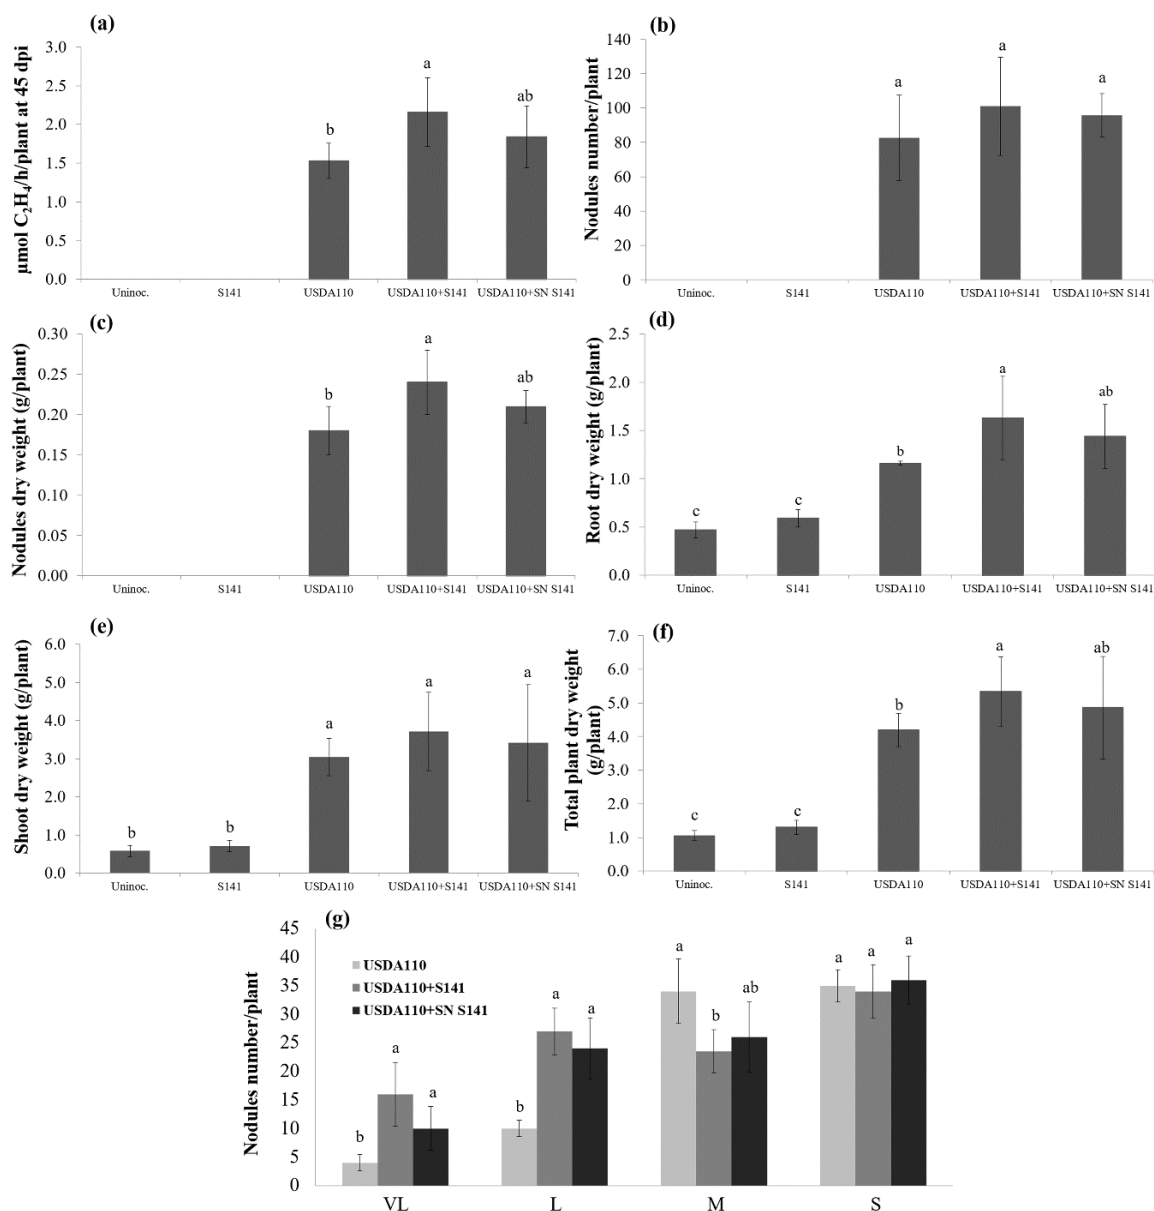 (a)
μmol C₂H₄/h/plant at 45 dpi
3.0
2.5
2.0
1.5
1.0
0.5
0.0
b
a
ab
Uninoc.
S141
USDA110
USDA110+S141
USDA110+SN S141
(b)
Nodules number/plant
140
120
100
80
60
40
20
0
a
a
a
Uninoc.
S141
USDA110
USDA110+S141
USDA110+SN S141
(c)
Nodules dry weight (g/plant)
0.30
0.25
0.20
0.15
0.10
0.05
0.00
b
a
ab
Uninoc.
S141
USDA110
USDA110+S141
USDA110+SN S141
(d)
Root dry weight (g/plant)
2.5
2.0
1.5
1.0
0.5
0.0
c
c
b
a
ab
Uninoc.
S141
USDA110
USDA110+S141
USDA110+SN S141
(e)
Shoot dry weight (g/plant)
6.0
5.0
4.0
3.0
2.0
1.0
0.0
b
b
a
a
a
Uninoc.
S141
USDA110
USDA110+S141
USDA110+SN S141
(f)
Total plant dry weight
(g/plant)
7.0
6.0
5.0
4.0
3.0
2.0
1.0
0.0
c
c
b
a
ab
Uninoc.
S141
USDA110
USDA110+S141
USDA110+SN S141
(g)
Nodules number/plant
45
40
35
30
25
20
15
10
5
0
USDA110
USDA110+S141
USDA110+SN S141
b
a
a
b
a
a
a
b
ab
a
a
a
VL
L
M
S